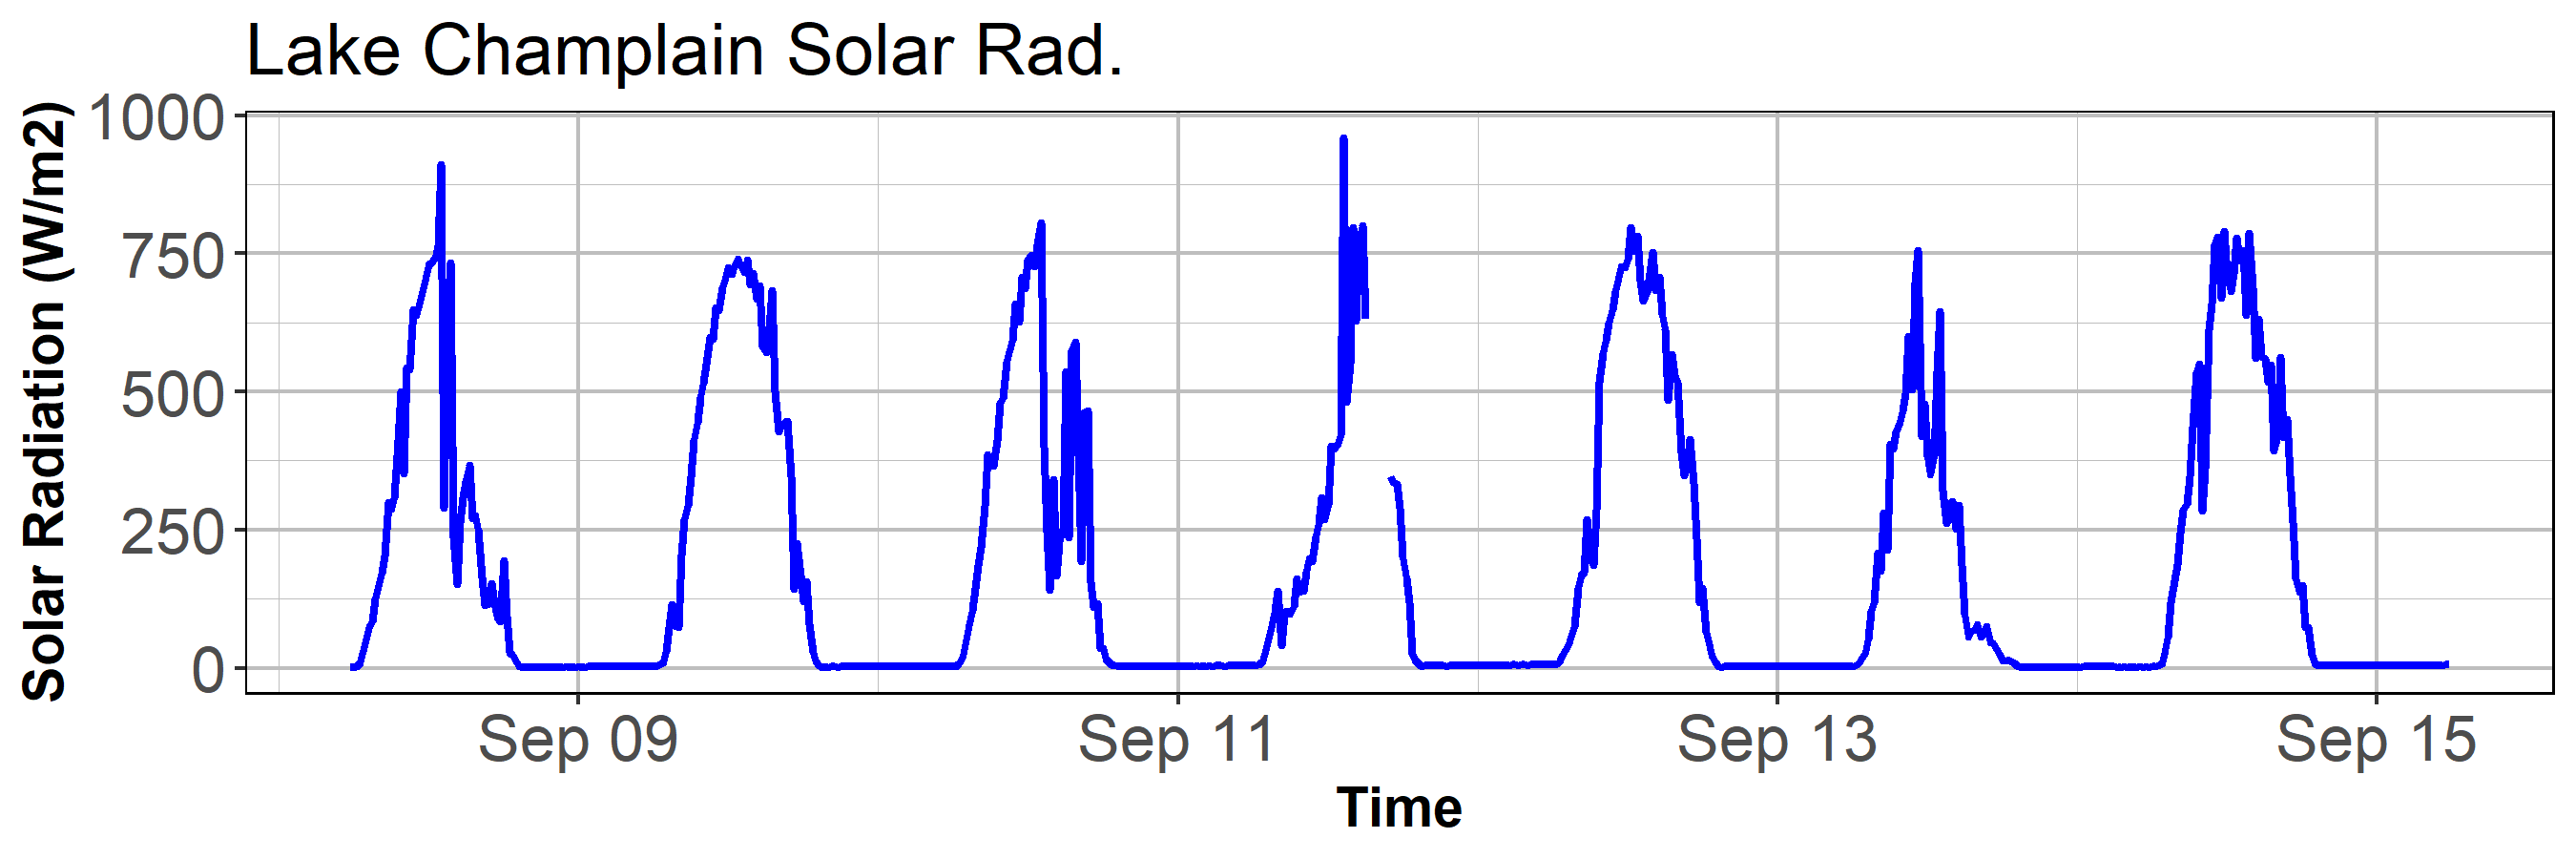 Lake Champlain Solar Rad.
Solar Radiation (W/m2)
1000
750
500
250
0
Sep 09
Sep 11
Sep 13
Sep 15
Time